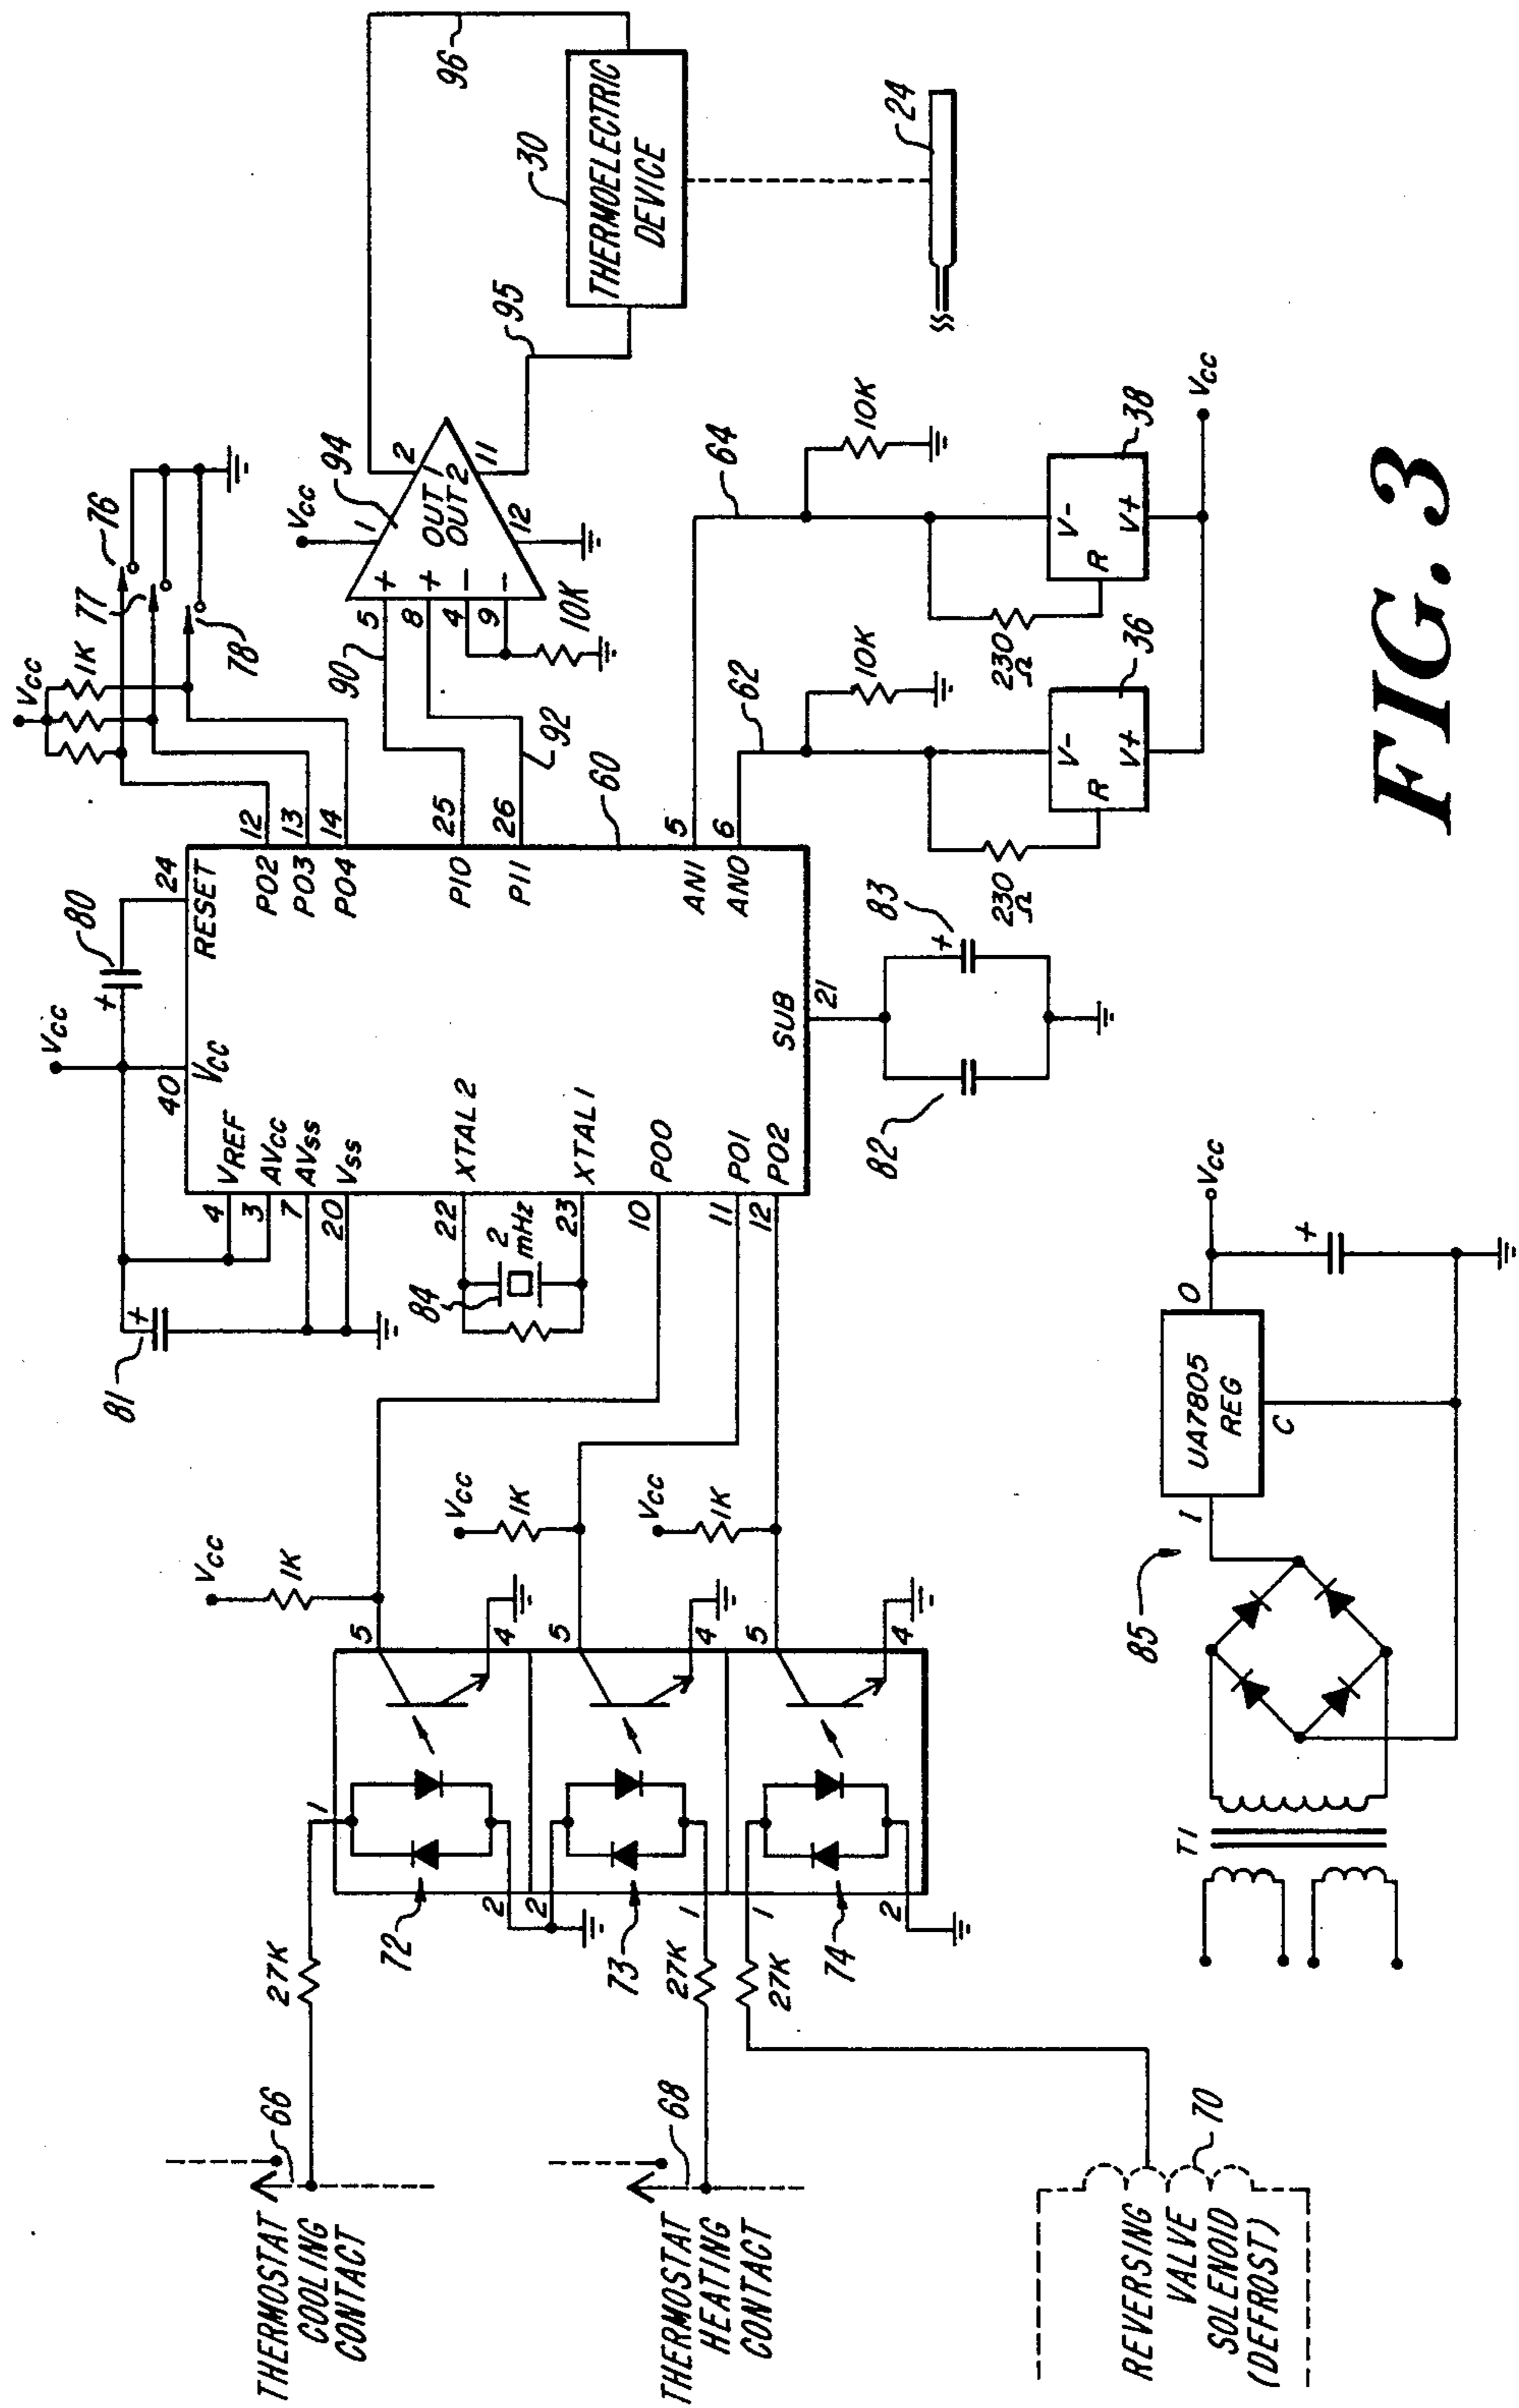 THERMOSTAT
COOLING
CONTACT
66
27K
THERMOSTAT
HEATING
CONTACT
68
27K
REVERSING
VALVE
SOLENOID
(DEFROST)
70
27K
72
1
2
5
4
73
2
1
5
4
74
1
2
5
4
Vcc
1K
Vcc
1K
Vcc
1K
81
+
Vcc
+
80
40
Vcc
24
RESET
4
VREF
3
AVcc
7
AVss
20
Vss
22
XTAL2
84
2
mHz
23
XTAL1
10
PO0
11
PO1
12
PO2
SUB
21
82
83
+
PO2
12
PO3
13
PO4
14
P10
25
P11
26
60
AN1
5
AN0
6
Vcc
1K
76
77
78
90
92
5
+
8
+
4
−
9
−
10K
Vcc
1
94
OUT 1
OUT 2
2
11
12
95
96
30
THERMOELECTRIC
DEVICE
24
62
64
10K
10K
230
Ω
230
Ω
V-
R
V+
36
V-
R
V+
38
Vcc
T1
85
I
UA7805
REG
O
C
Vcc
+
FIG. 3